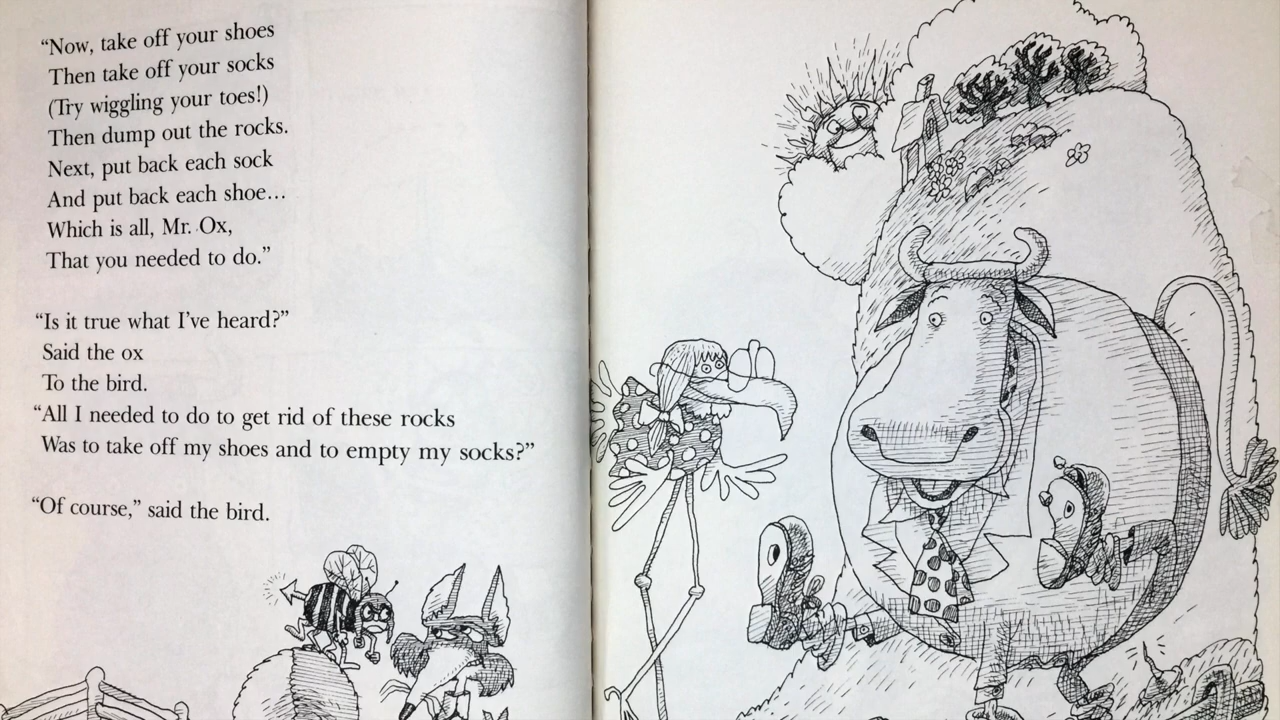 “Now, take off your shoes
Then take off your socks
(Try wiggling your toes!)
Then dump out the rocks.
Next, put back each sock
And put back each shoe...
Which is all, Mr. Ox,
That you needed to do.”
“Is it true what I’ve heard?”
Said the ox
To the bird.
“All I needed to do to get rid of these rocks
Was to take off my shoes and to empty my socks?”
“Of course,” said the bird.